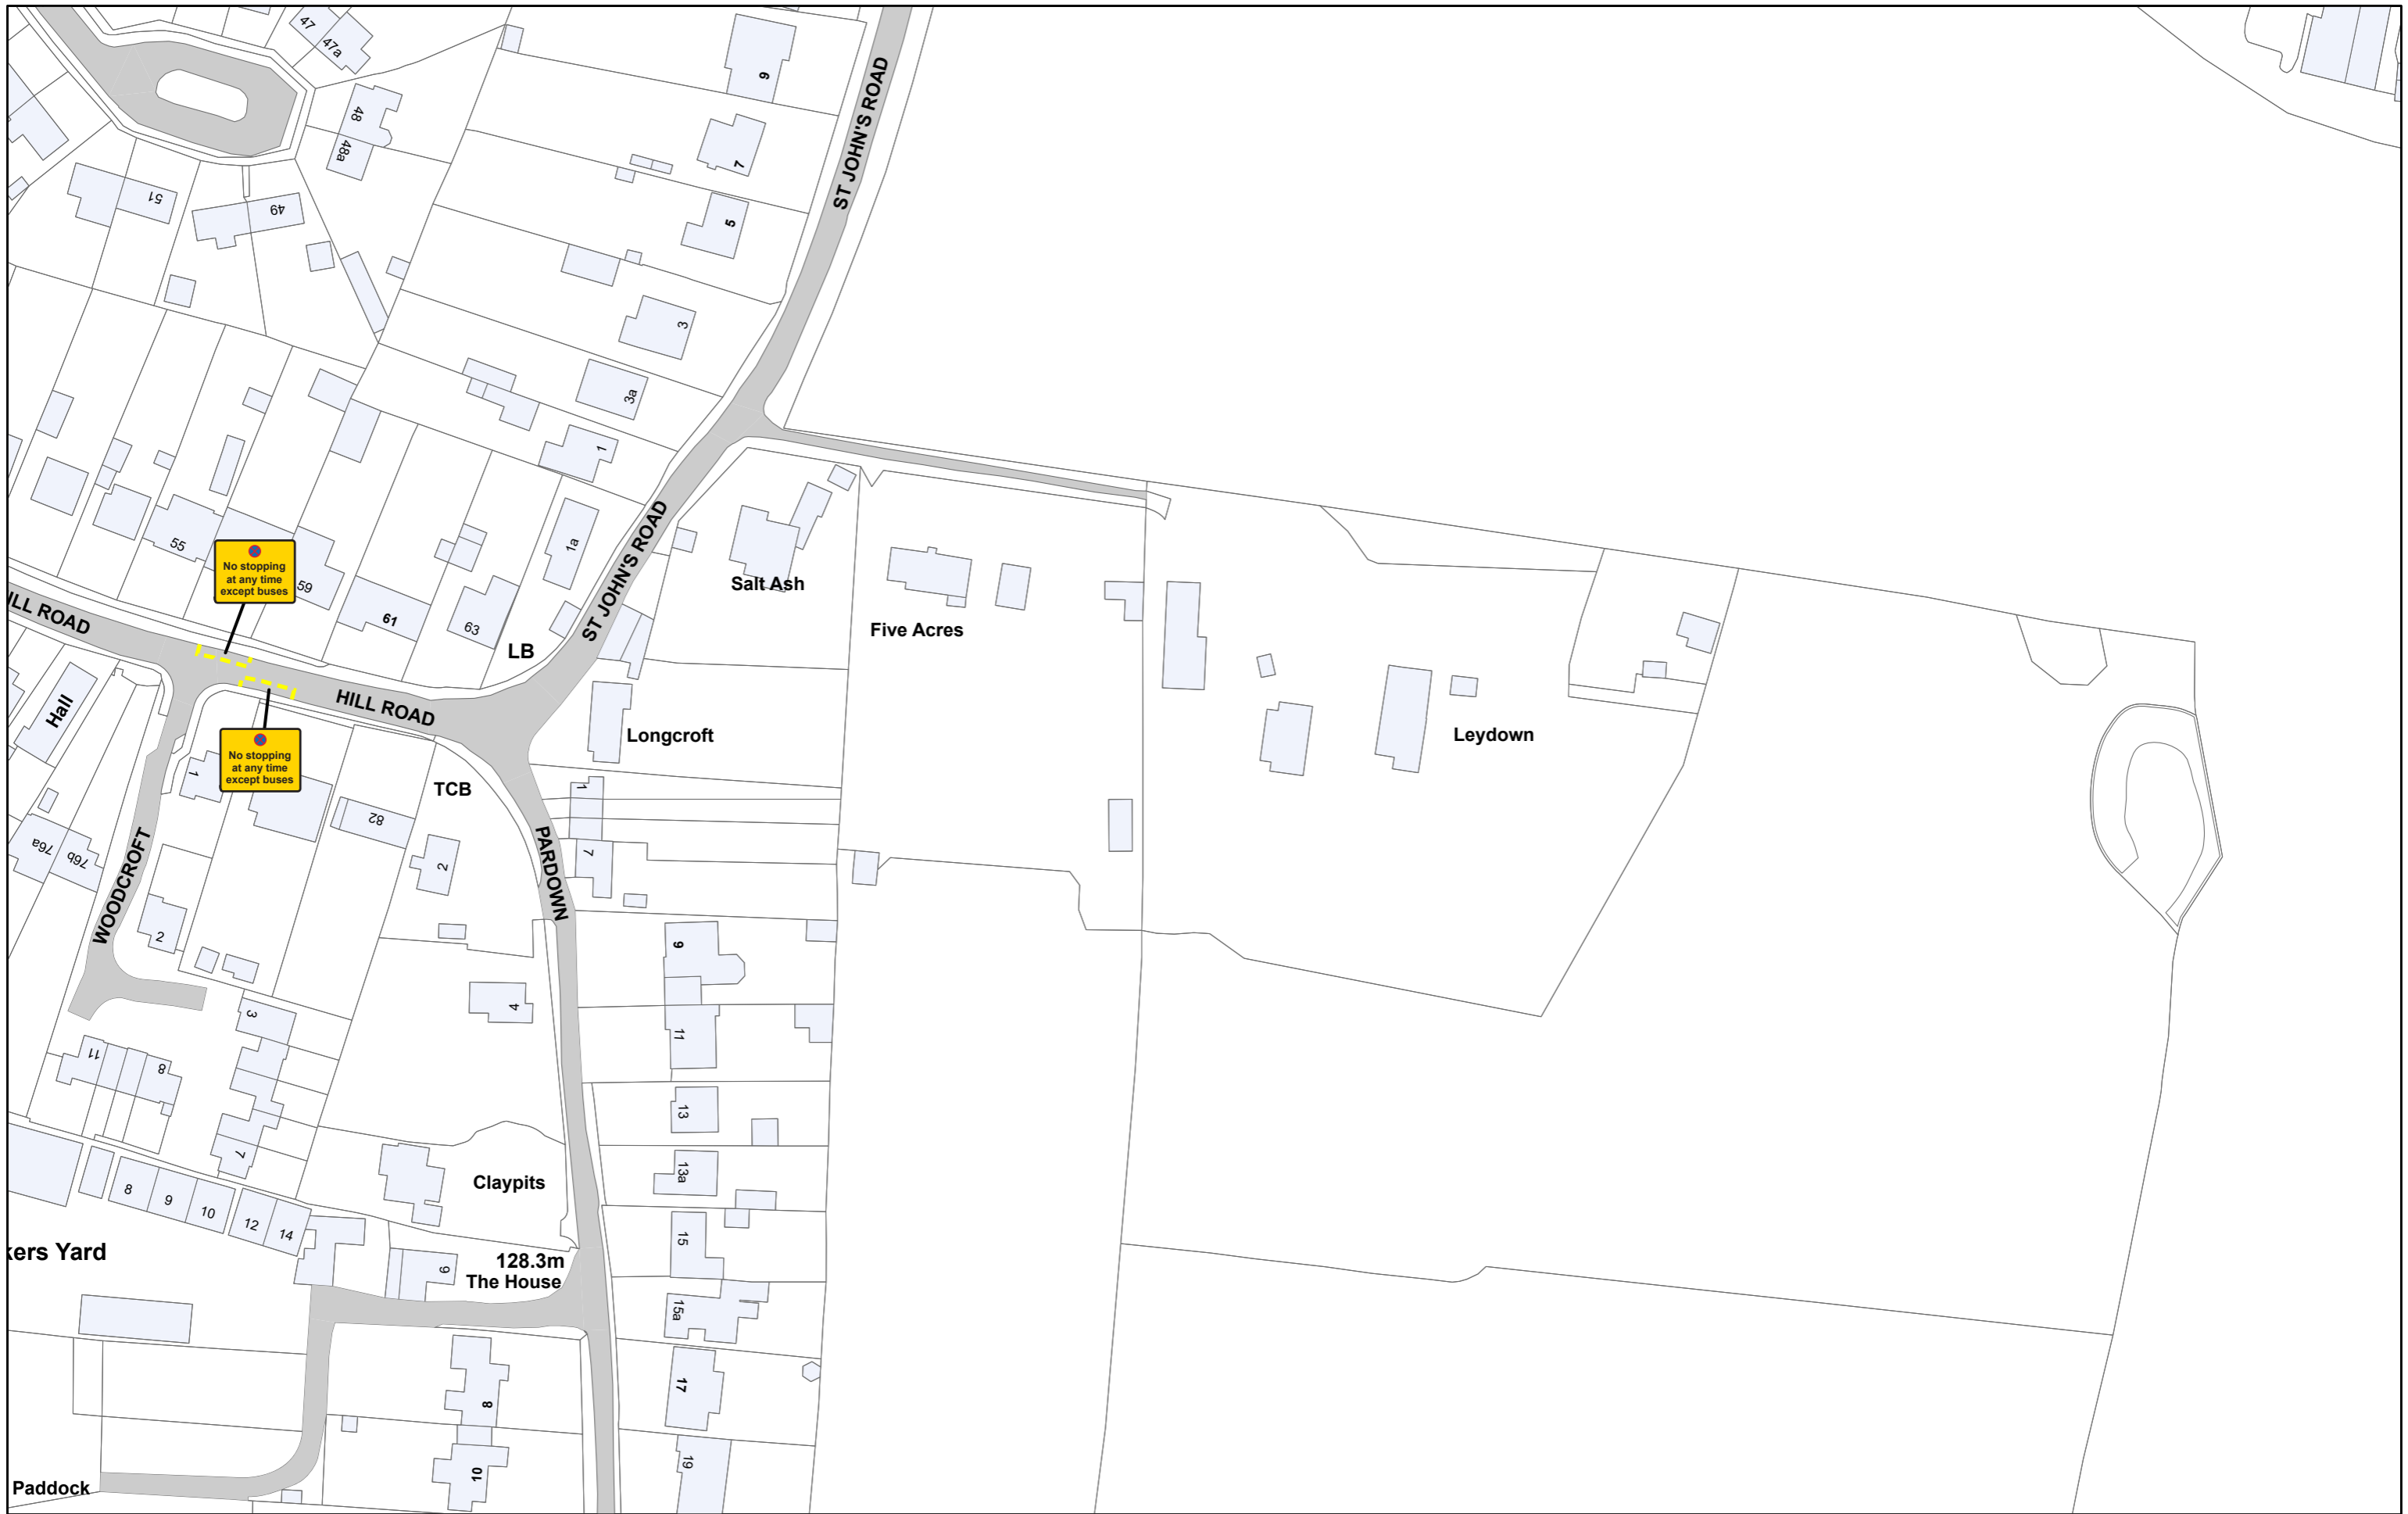 47
47a
9
ST JOHN'S ROAD
48
48a
7
51
49
5
3
3a
1
ST JOHN'S ROAD
1a
55
No stopping
at any time
except buses
59
61
63
LB
Salt Ash
Five Acres
ILL ROAD
HILL ROAD
Hall
Longcroft
Leydown
No stopping
at any time
except buses
1
TCB
1
82
76a
76b
2
7
PARDOWN
WOODCROFT
2
9
4
3
11
11
8
13
7
13a
Claypits
8
9
10
12
14
15
kers Yard
128.3m
The House
6
15a
17
8
10
19
Paddock